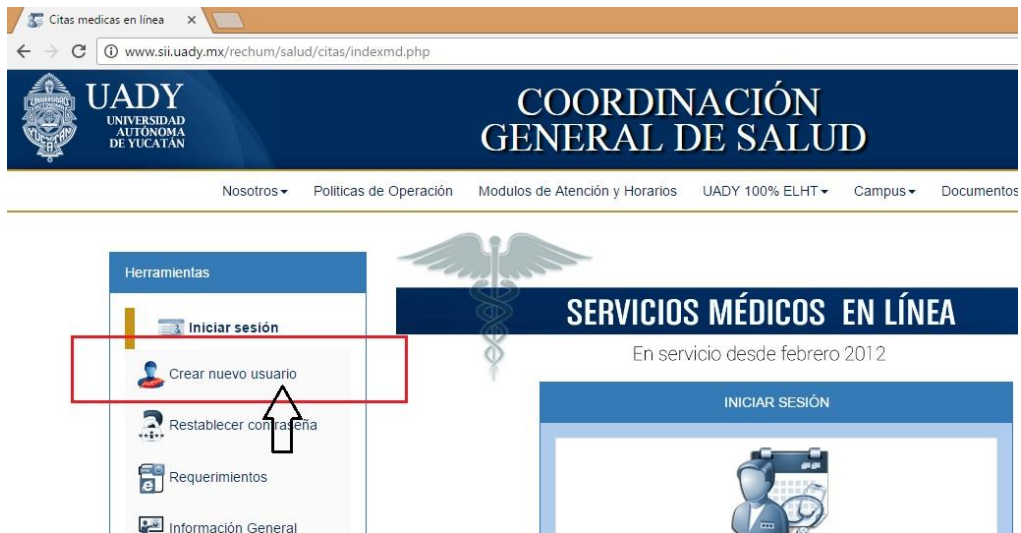 Citas medicas en línea
www.sii.uady.mx/rechum/salud/citas/indexmd.php
UADY
UNIVERSIDAD
AUTÓNOMA
DE YUCATÁN
COORDINACIÓN
GENERAL DE SALUD
Nosotros Politicas de Operación Modulos de Atención y Horarios UADY 100% ELHT Campus Documentos
Herramientas
Iniciar sesión
Crear nuevo usuario
Restablecer contraseña
Requerimientos
Información General
SERVICIOS MÉDICOS EN LÍNEA
En servicio desde febrero 2012
INICIAR SESIÓN